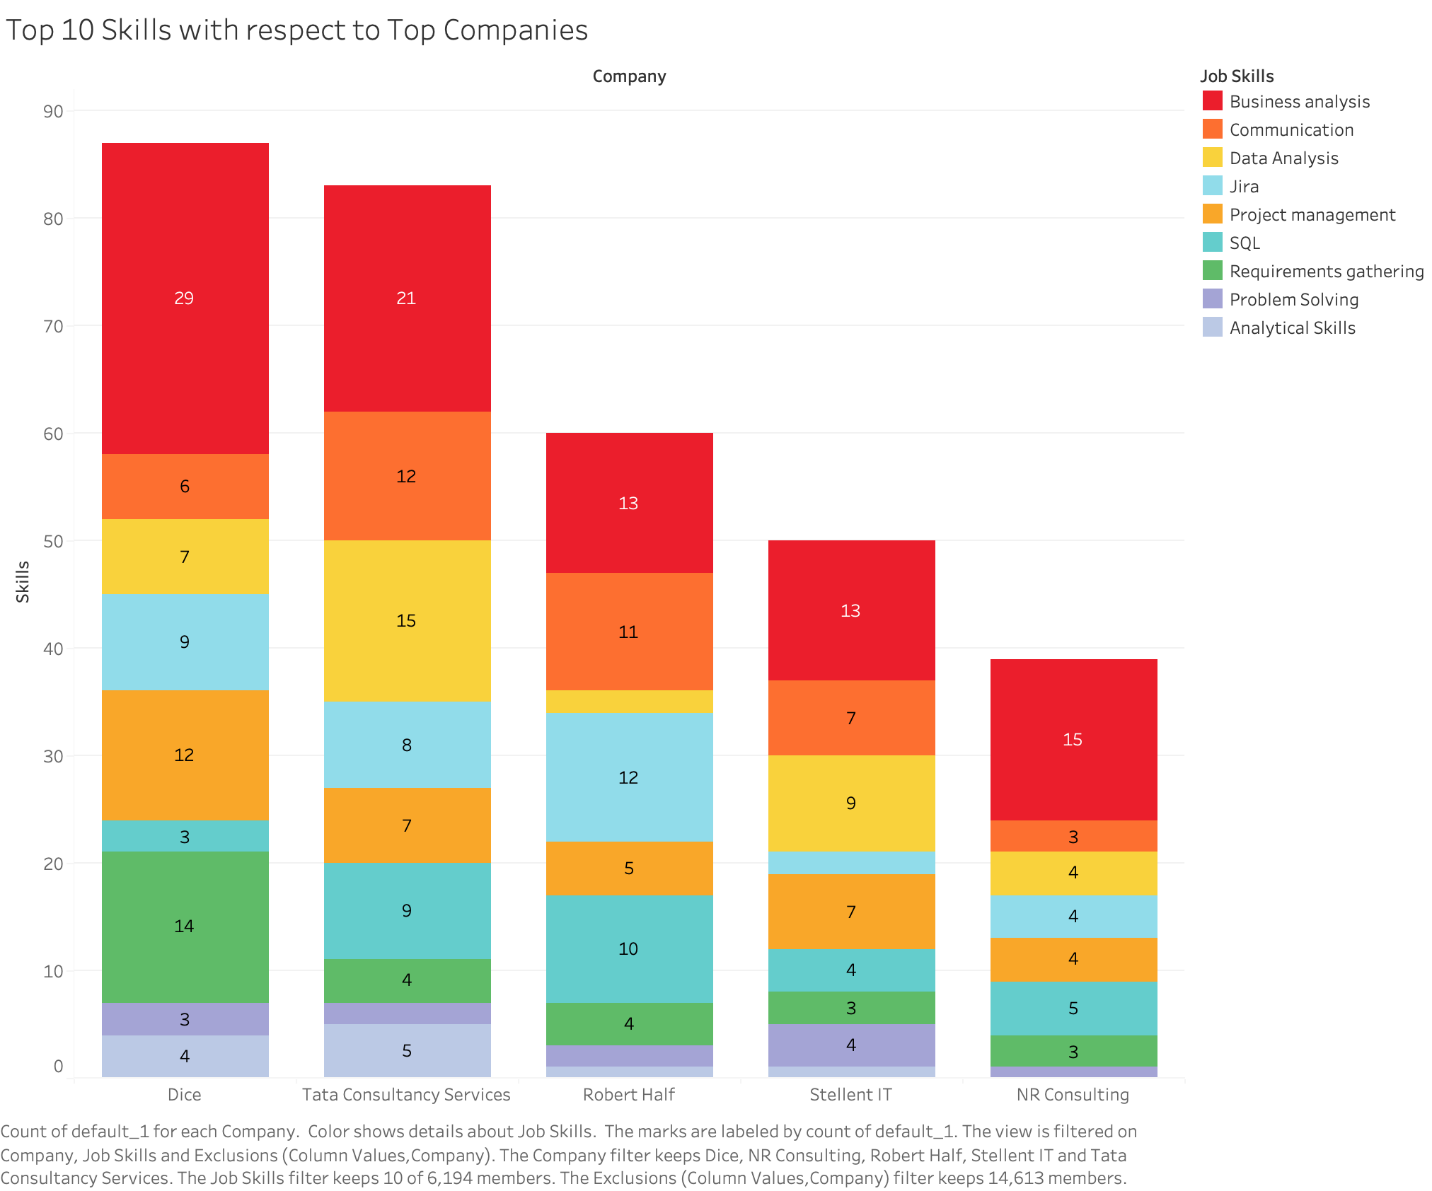 Top 10 Skills with respect to Top Companies
Company
Job Skills
Business analysis
Communication
Data Analysis
Jira
Project management
SQL
Requirements gathering
Problem Solving
Analytical Skills
Skills
90
80
70
60
50
40
30
20
10
0
29
6
7
9
12
3
14
3
4
21
12
15
8
7
9
4
5
13
11
12
5
10
4
13
7
9
7
4
3
4
15
3
4
4
4
5
3
Dice
Tata Consultancy Services
Robert Half
Stellent IT
NR Consulting
Count of default_1 for each Company.  Color shows details about Job Skills.  The marks are labeled by count of default_1. The view is filtered on
Company, Job Skills and Exclusions (Column Values,Company). The Company filter keeps Dice, NR Consulting, Robert Half, Stellent IT and Tata
Consultancy Services. The Job Skills filter keeps 10 of 6,194 members. The Exclusions (Column Values,Company) filter keeps 14,613 members.